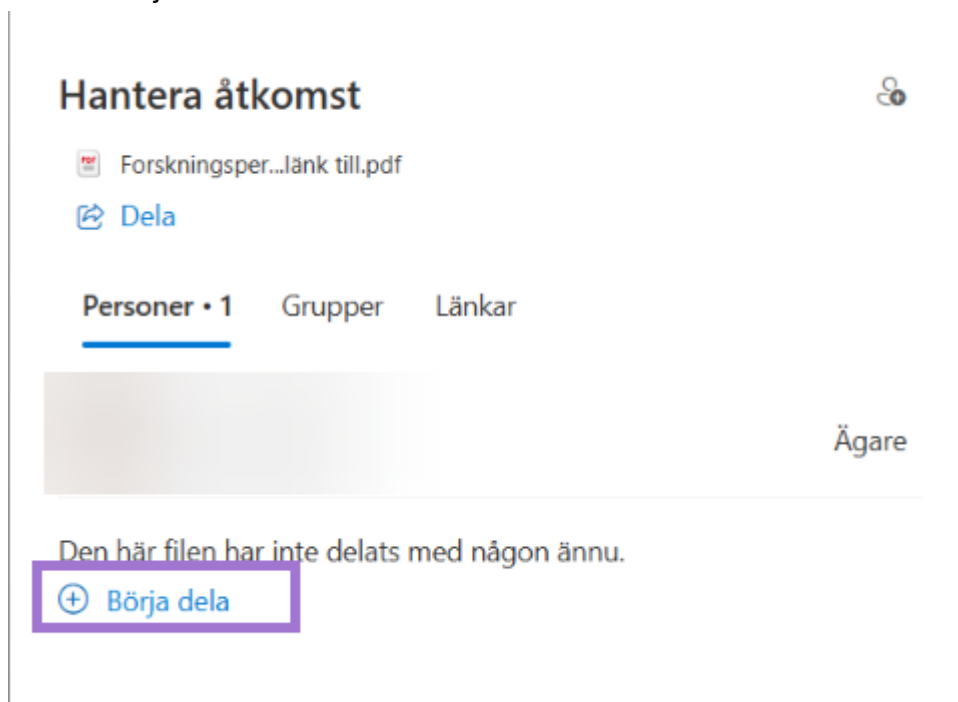 Hantera åtkomst
Forskningsper...länk till.pdf
Dela
Personer • 1 Grupper Länkar
Ägare
Den här filen har inte delats med någon ännu.
Börja dela